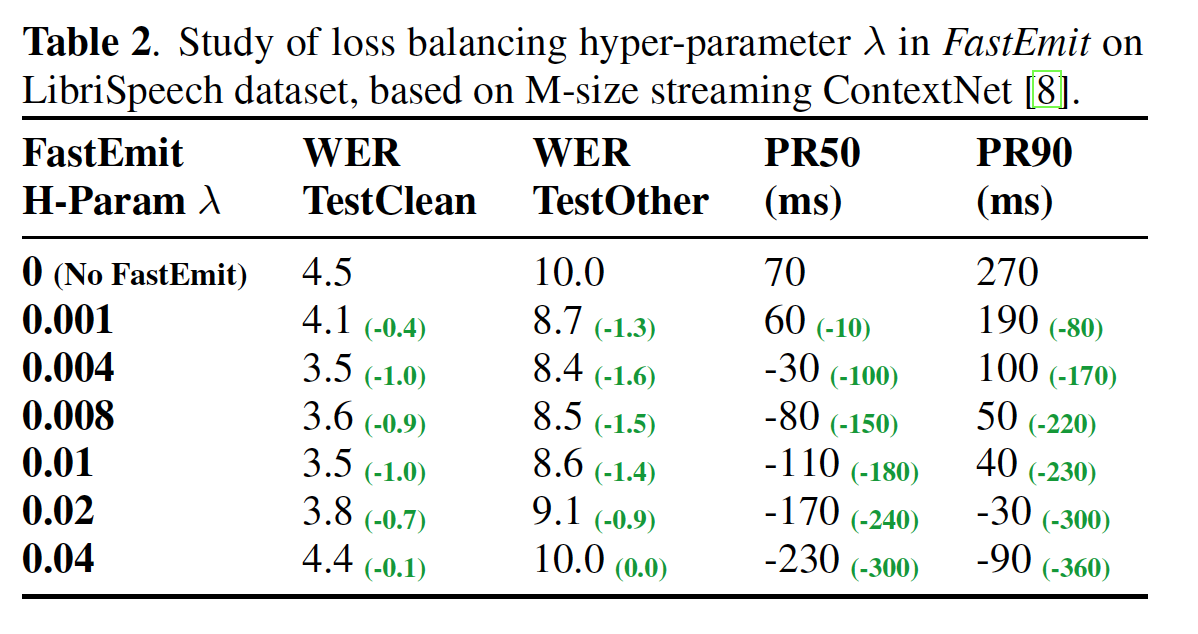 Table 2. Study of loss balancing hyper-parameter λ in FastEmit on
LibriSpeech dataset, based on M-size streaming ContextNet [8].
FastEmit WER WER PR50 PR90
H-Param λ TestClean TestOther (ms) (ms)
0 (No FastEmit) 4.5 10.0 70 270
0.001 4.1 (-0.4) 8.7 (-1.3) 60 (-10) 190 (-80)
0.004 3.5 (-1.0) 8.4 (-1.6) -30 (-100) 100 (-170)
0.008 3.6 (-0.9) 8.5 (-1.5) -80 (-150) 50 (-220)
0.01 3.5 (-1.0) 8.6 (-1.4) -110 (-180) 40 (-230)
0.02 3.8 (-0.7) 9.1 (-0.9) -170 (-240) -30 (-300)
0.04 4.4 (-0.1) 10.0 (0.0) -230 (-300) -90 (-360)